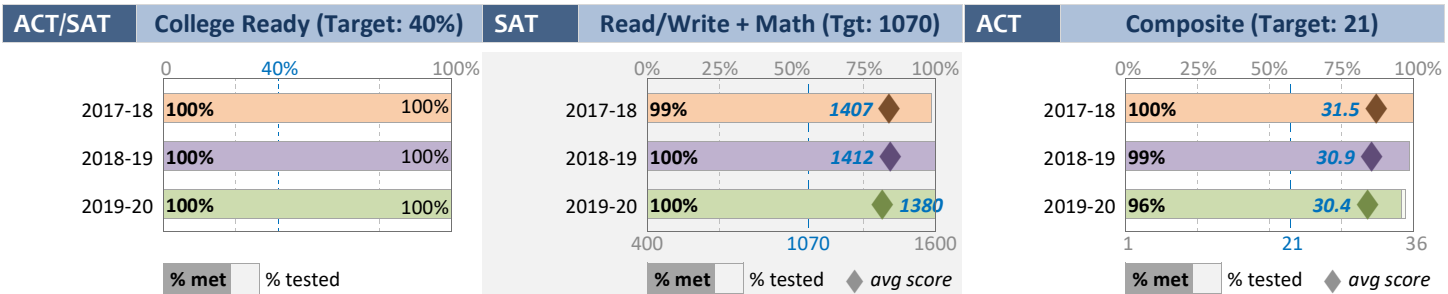 ACT/SAT College Ready (Target: 40%)
0 40% 100%
2017-18 100% 100%
2018-19 100% 100%
2019-20 100% 100%
% met % tested
SAT Read/Write + Math (Tgt: 1070)
0% 25% 50% 75% 100%
2017-18 99% 1407
2018-19 100% 1412
2019-20 100% 1380
400 1070 1600
% met % tested avg score
ACT Composite (Target: 21)
0% 25% 50% 75% 100%
2017-18 100% 31.5
2018-19 99% 30.9
2019-20 96% 30.4
1 21 36
% met % tested avg score